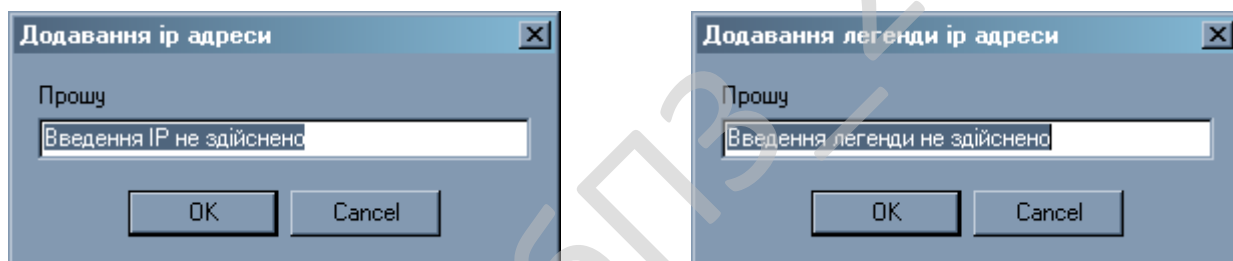 Додавання ір адреси
Прошу
Введення IP не здійснено
OK
Cancel
Додавання легенди ір адреси
Прошу
Введення легенди не здійснено
OK
Cancel